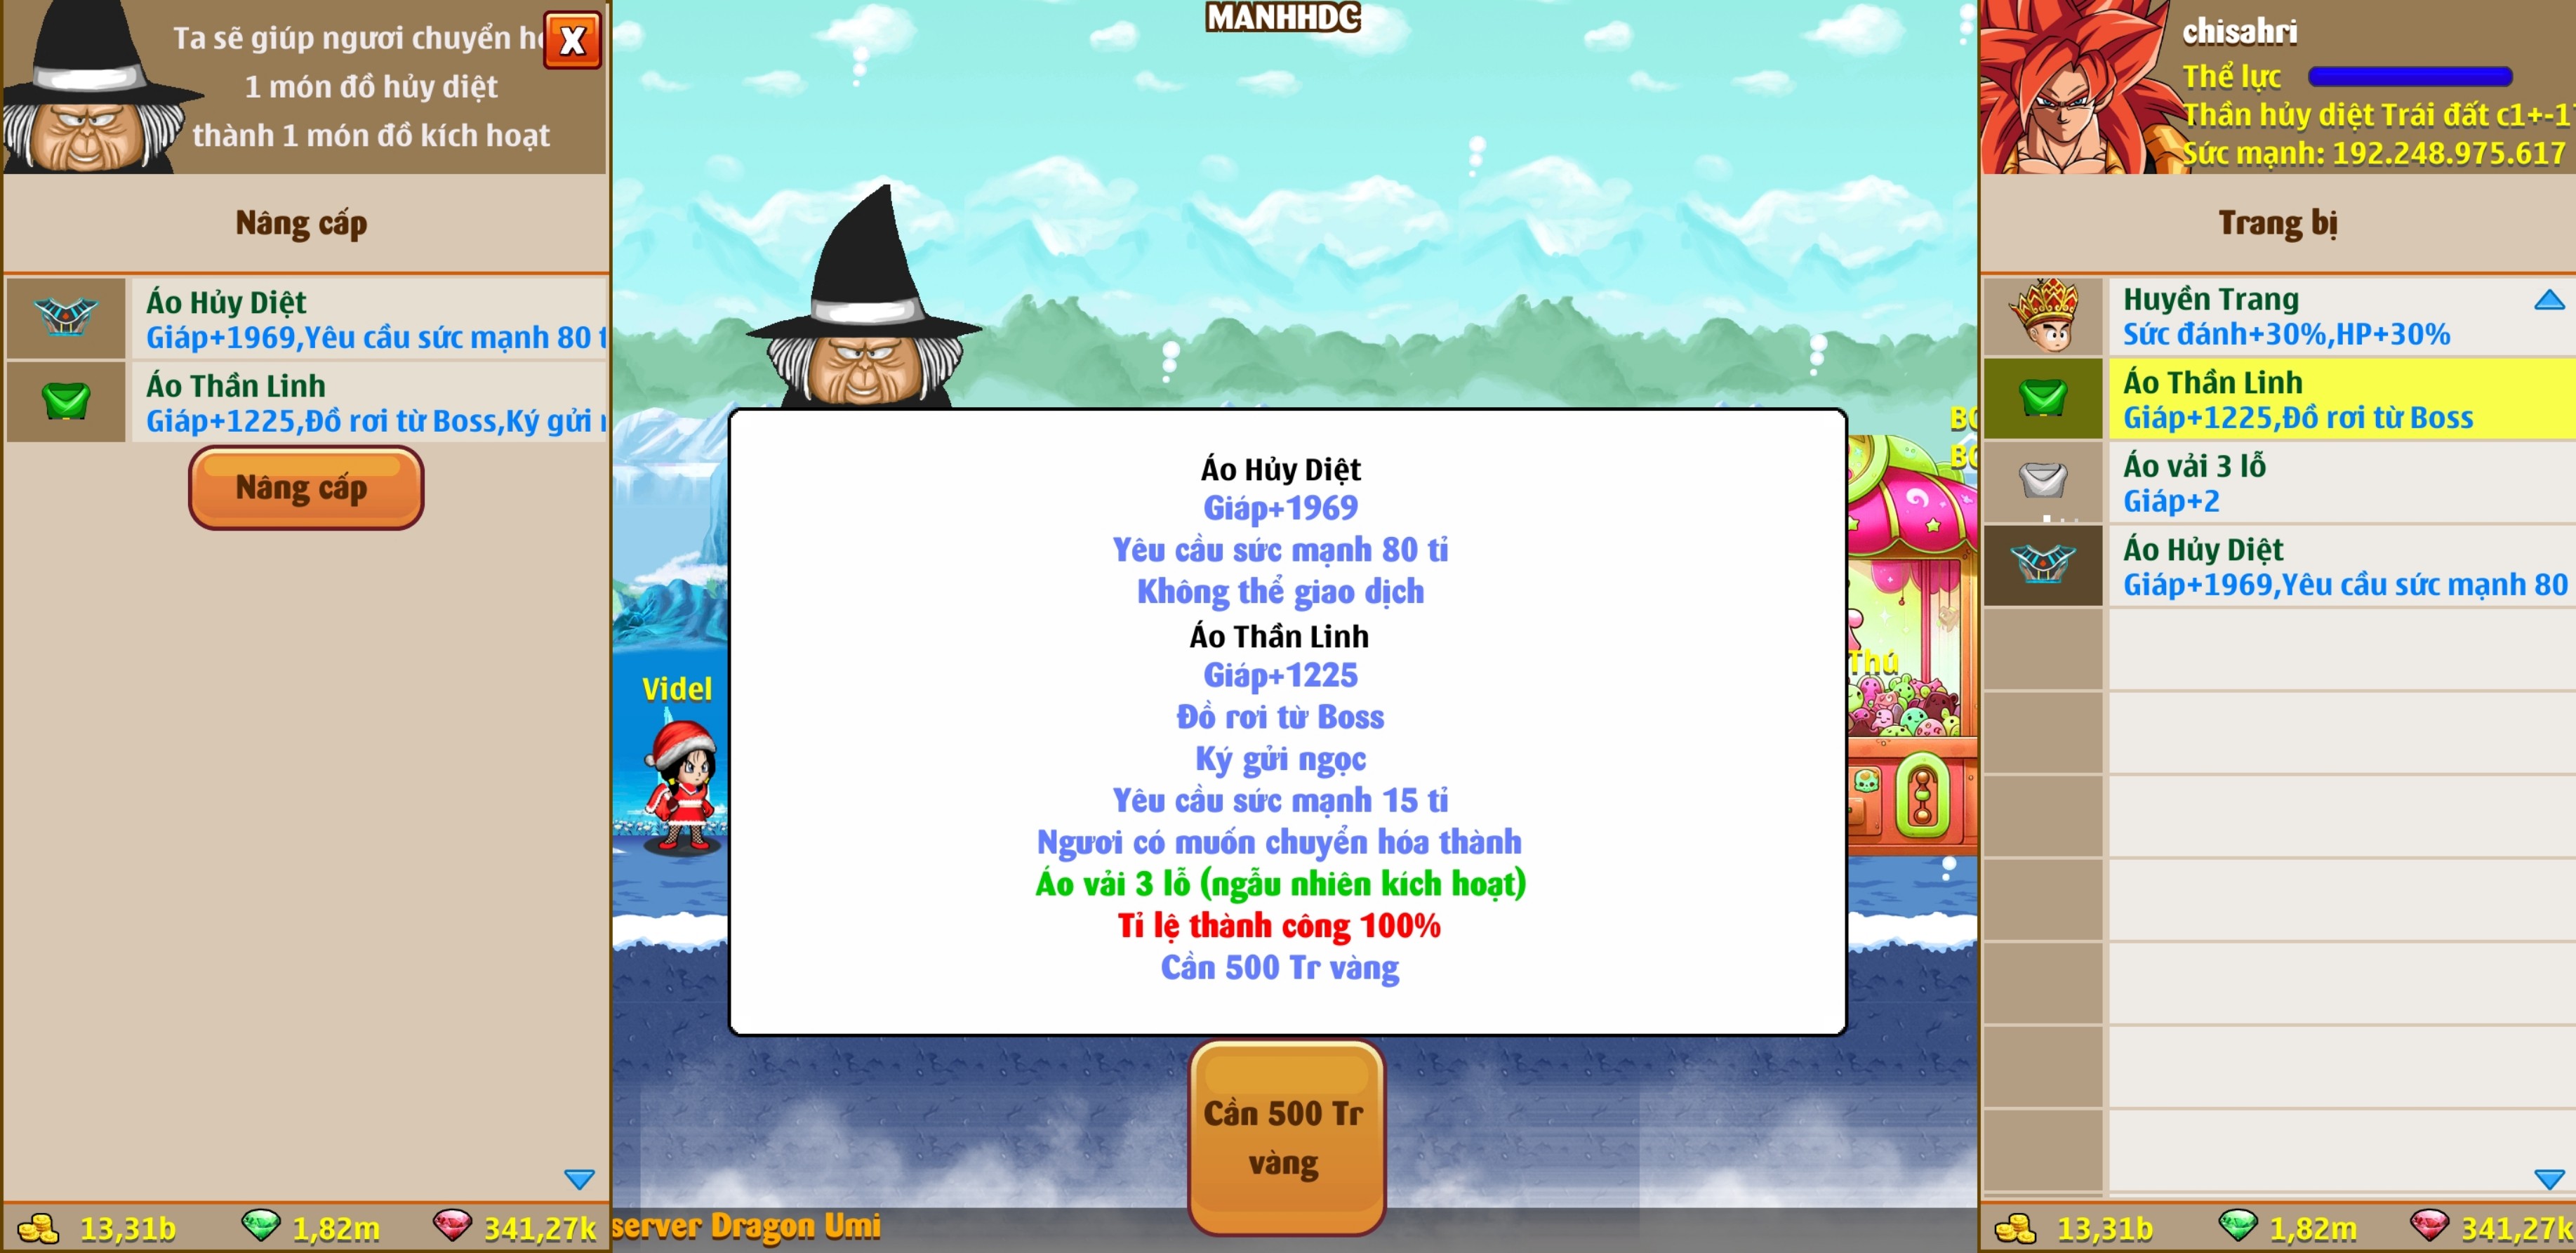 Ta sẽ giúp ngươi chuyển h
1 món đồ hủy diệt
thành 1 món đồ kích hoạt
X
Nâng cấp
Áo Hủy Diệt
Giáp+1969,Yêu cầu sức mạnh 80 t
Áo Thần Linh
Giáp+1225,Đồ rơi từ Boss,Ký gửi
Nâng cấp
13,31b
1,82m
341,27k
MANHHDC
Videl
Áo Hủy Diệt
Giáp+1969
Yêu cầu sức mạnh 80 tỉ
Không thể giao dịch
Áo Thần Linh
Giáp+1225
Đồ rơi từ Boss
Ký gửi ngọc
Yêu cầu sức mạnh 15 tỉ
Ngươi có muốn chuyển hóa thành
Áo vải 3 lỗ (ngẫu nhiên kích hoạt)
Tỉ lệ thành công 100%
Cần 500 Tr vàng
Cần 500 Tr
vàng
server Dragon Umi
Thú
chisahri
Thể lực
Thần hủy diệt Trái đất c1+-1
Sức mạnh: 192.248.975.617
Trang bị
Huyền Trang
Sức đánh+30%,HP+30%
Áo Thần Linh
Giáp+1225,Đồ rơi từ Boss
Áo vải 3 lỗ
Giáp+2
Áo Hủy Diệt
Giáp+1969,Yêu cầu sức mạnh 80
13,31b
1,82m
341,27k